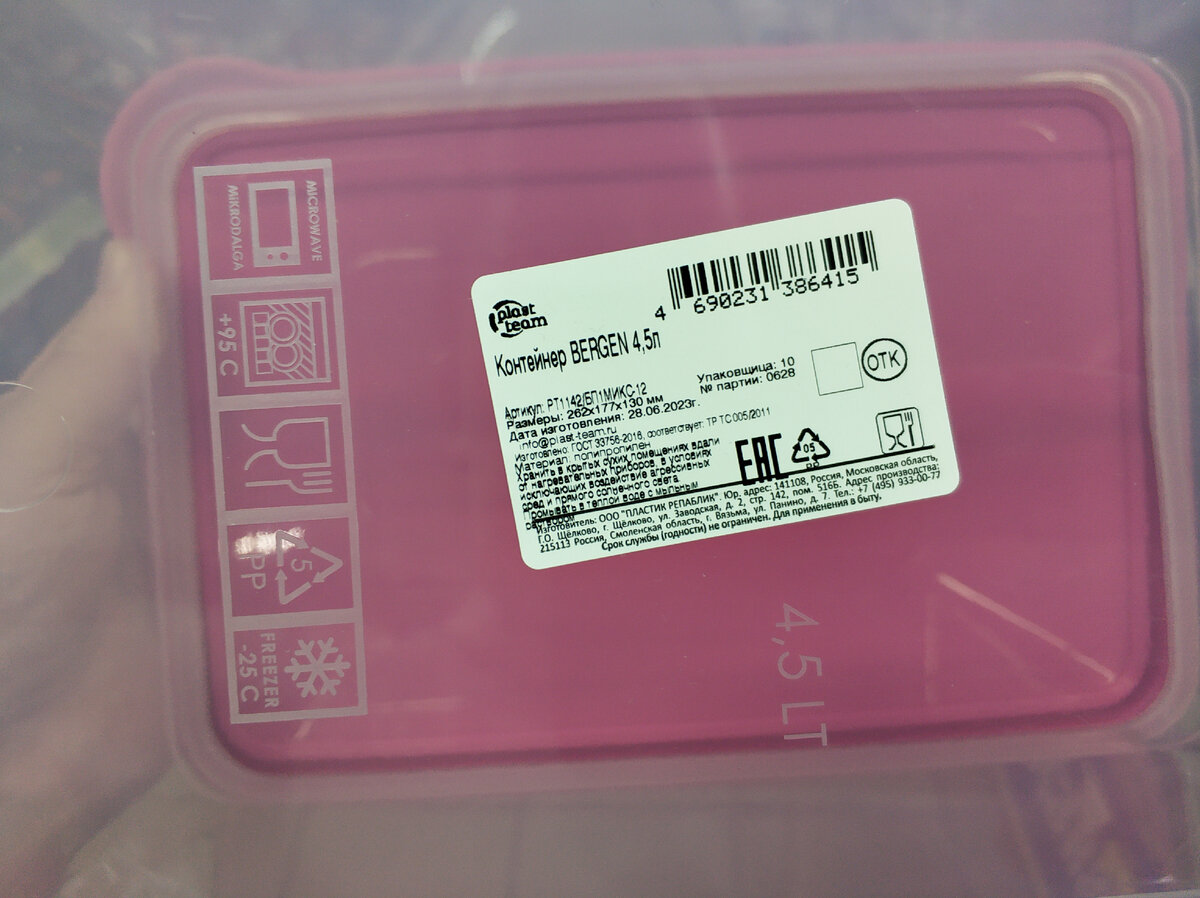 MICROWAVE
MİKRODALGA
+95 C
5
PP
FREEZER
-25 C
plast
team
4 690231 386415
Контейнер BERGEN 4,5л
Артикул: РТ1142/БП1МИКС-12
Размеры: 262х177х130 мм
Дата изготовления: 28.06.2023г.
Упаковщица: 10
№ партии: 0628
ОТК
info@plast-team.ru
Изготовлено: ГОСТ 33756-2016, соответствует: ТР ТС 005/2011
Материал: полипропилен
Хранить в крытых сухих помещениях вдали
от нагревательных приборов, в условиях
исключающих воздействие агрессивных
сред и прямого солнечного света
Промывать в теплой воде с мыльным
раствором
EAC
05
PP
Изготовитель: ООО "ПЛАСТИК РЕПАБЛИК". Юр. адрес: 141108, Россия, Московская область,
Г.О. Щёлково, г. Щёлково, ул. Заводская, д. 2, стр. 142, пом. 516Б. Адрес производства:
215113 Россия, Смоленская область, г. Вязьма, ул. Панино, д. 7. Тел.: +7 (495) 933-00-77
Срок службы (годности) не ограничен. Для применения в быту.
4,5 LT